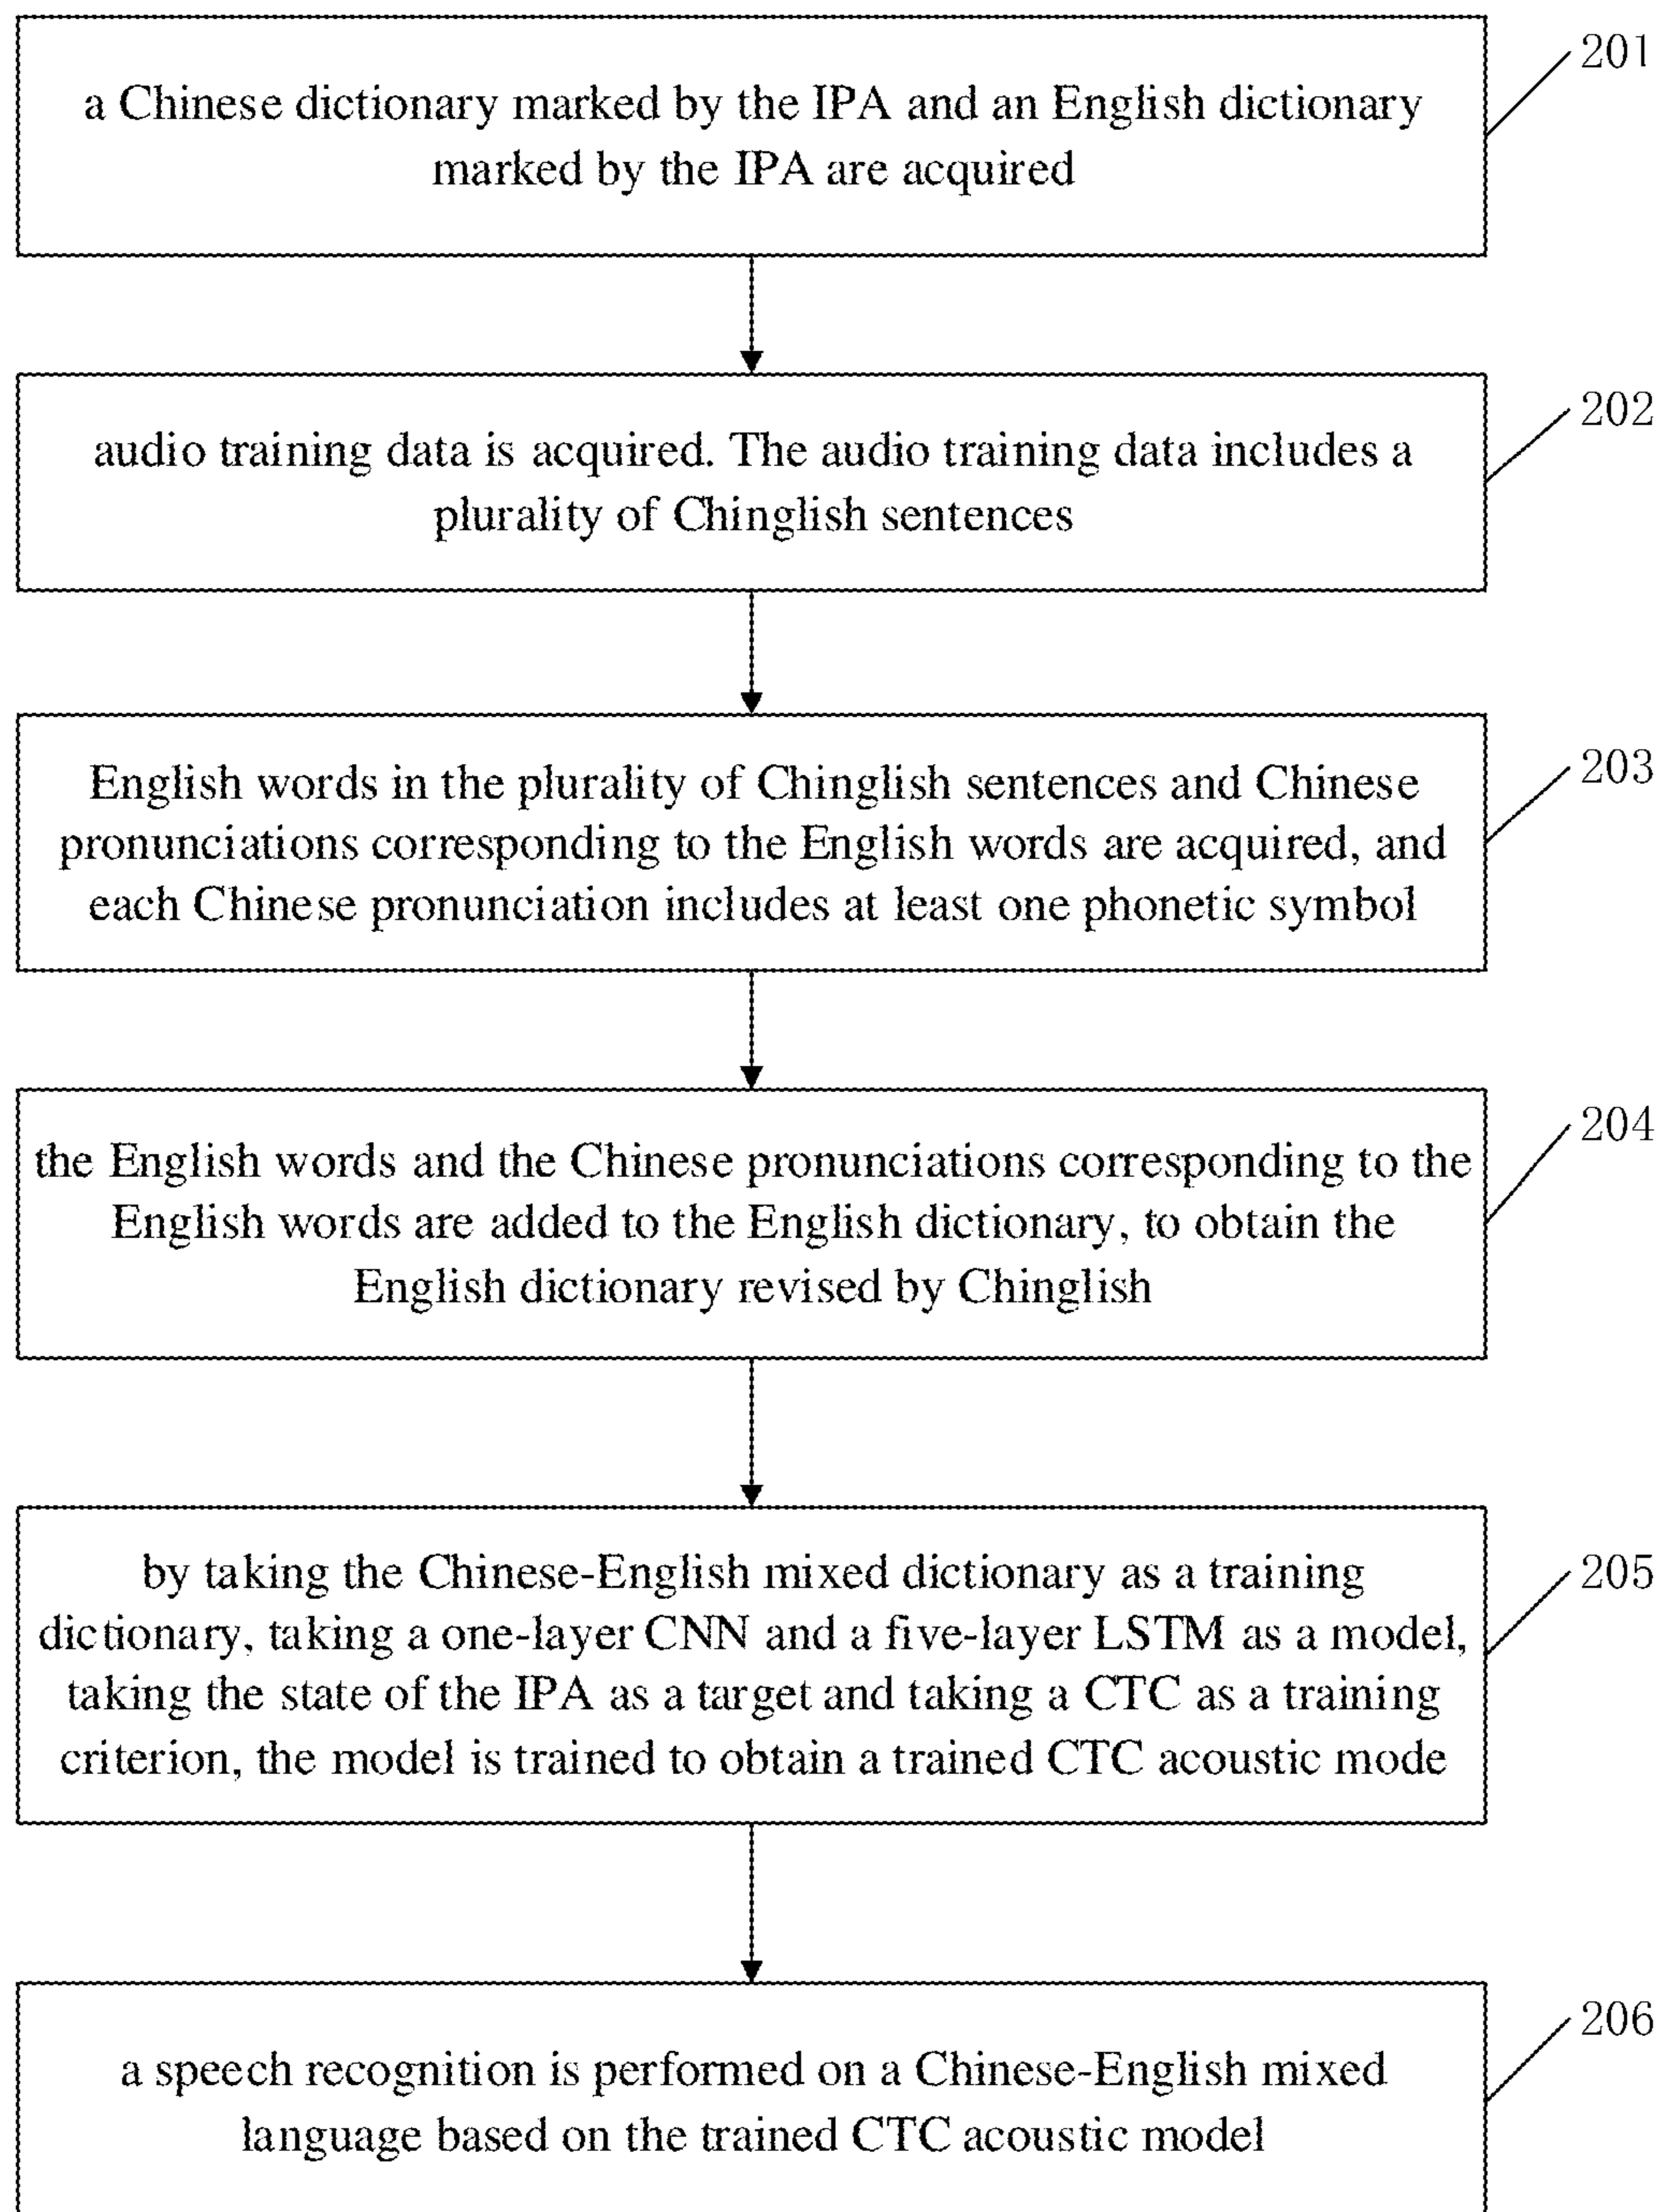 a Chinese dictionary marked by the IPA and an English dictionary
marked by the IPA are acquired
201
audio training data is acquired. The audio training data includes a
plurality of Chinglish sentences
202
English words in the plurality of Chinglish sentences and Chinese
pronunciations corresponding to the English words are acquired, and
each Chinese pronunciation includes at least one phonetic symbol
203
the English words and the Chinese pronunciations corresponding to the
English words are added to the English dictionary, to obtain the
English dictionary revised by Chinglish
204
by taking the Chinese-English mixed dictionary as a training
dictionary, taking a one-layer CNN and a five-layer LSTM as a model,
taking the state of the IPA as a target and taking a CTC as a training
criterion, the model is trained to obtain a trained CTC acoustic mode
205
a speech recognition is performed on a Chinese-English mixed
language based on the trained CTC acoustic model
206